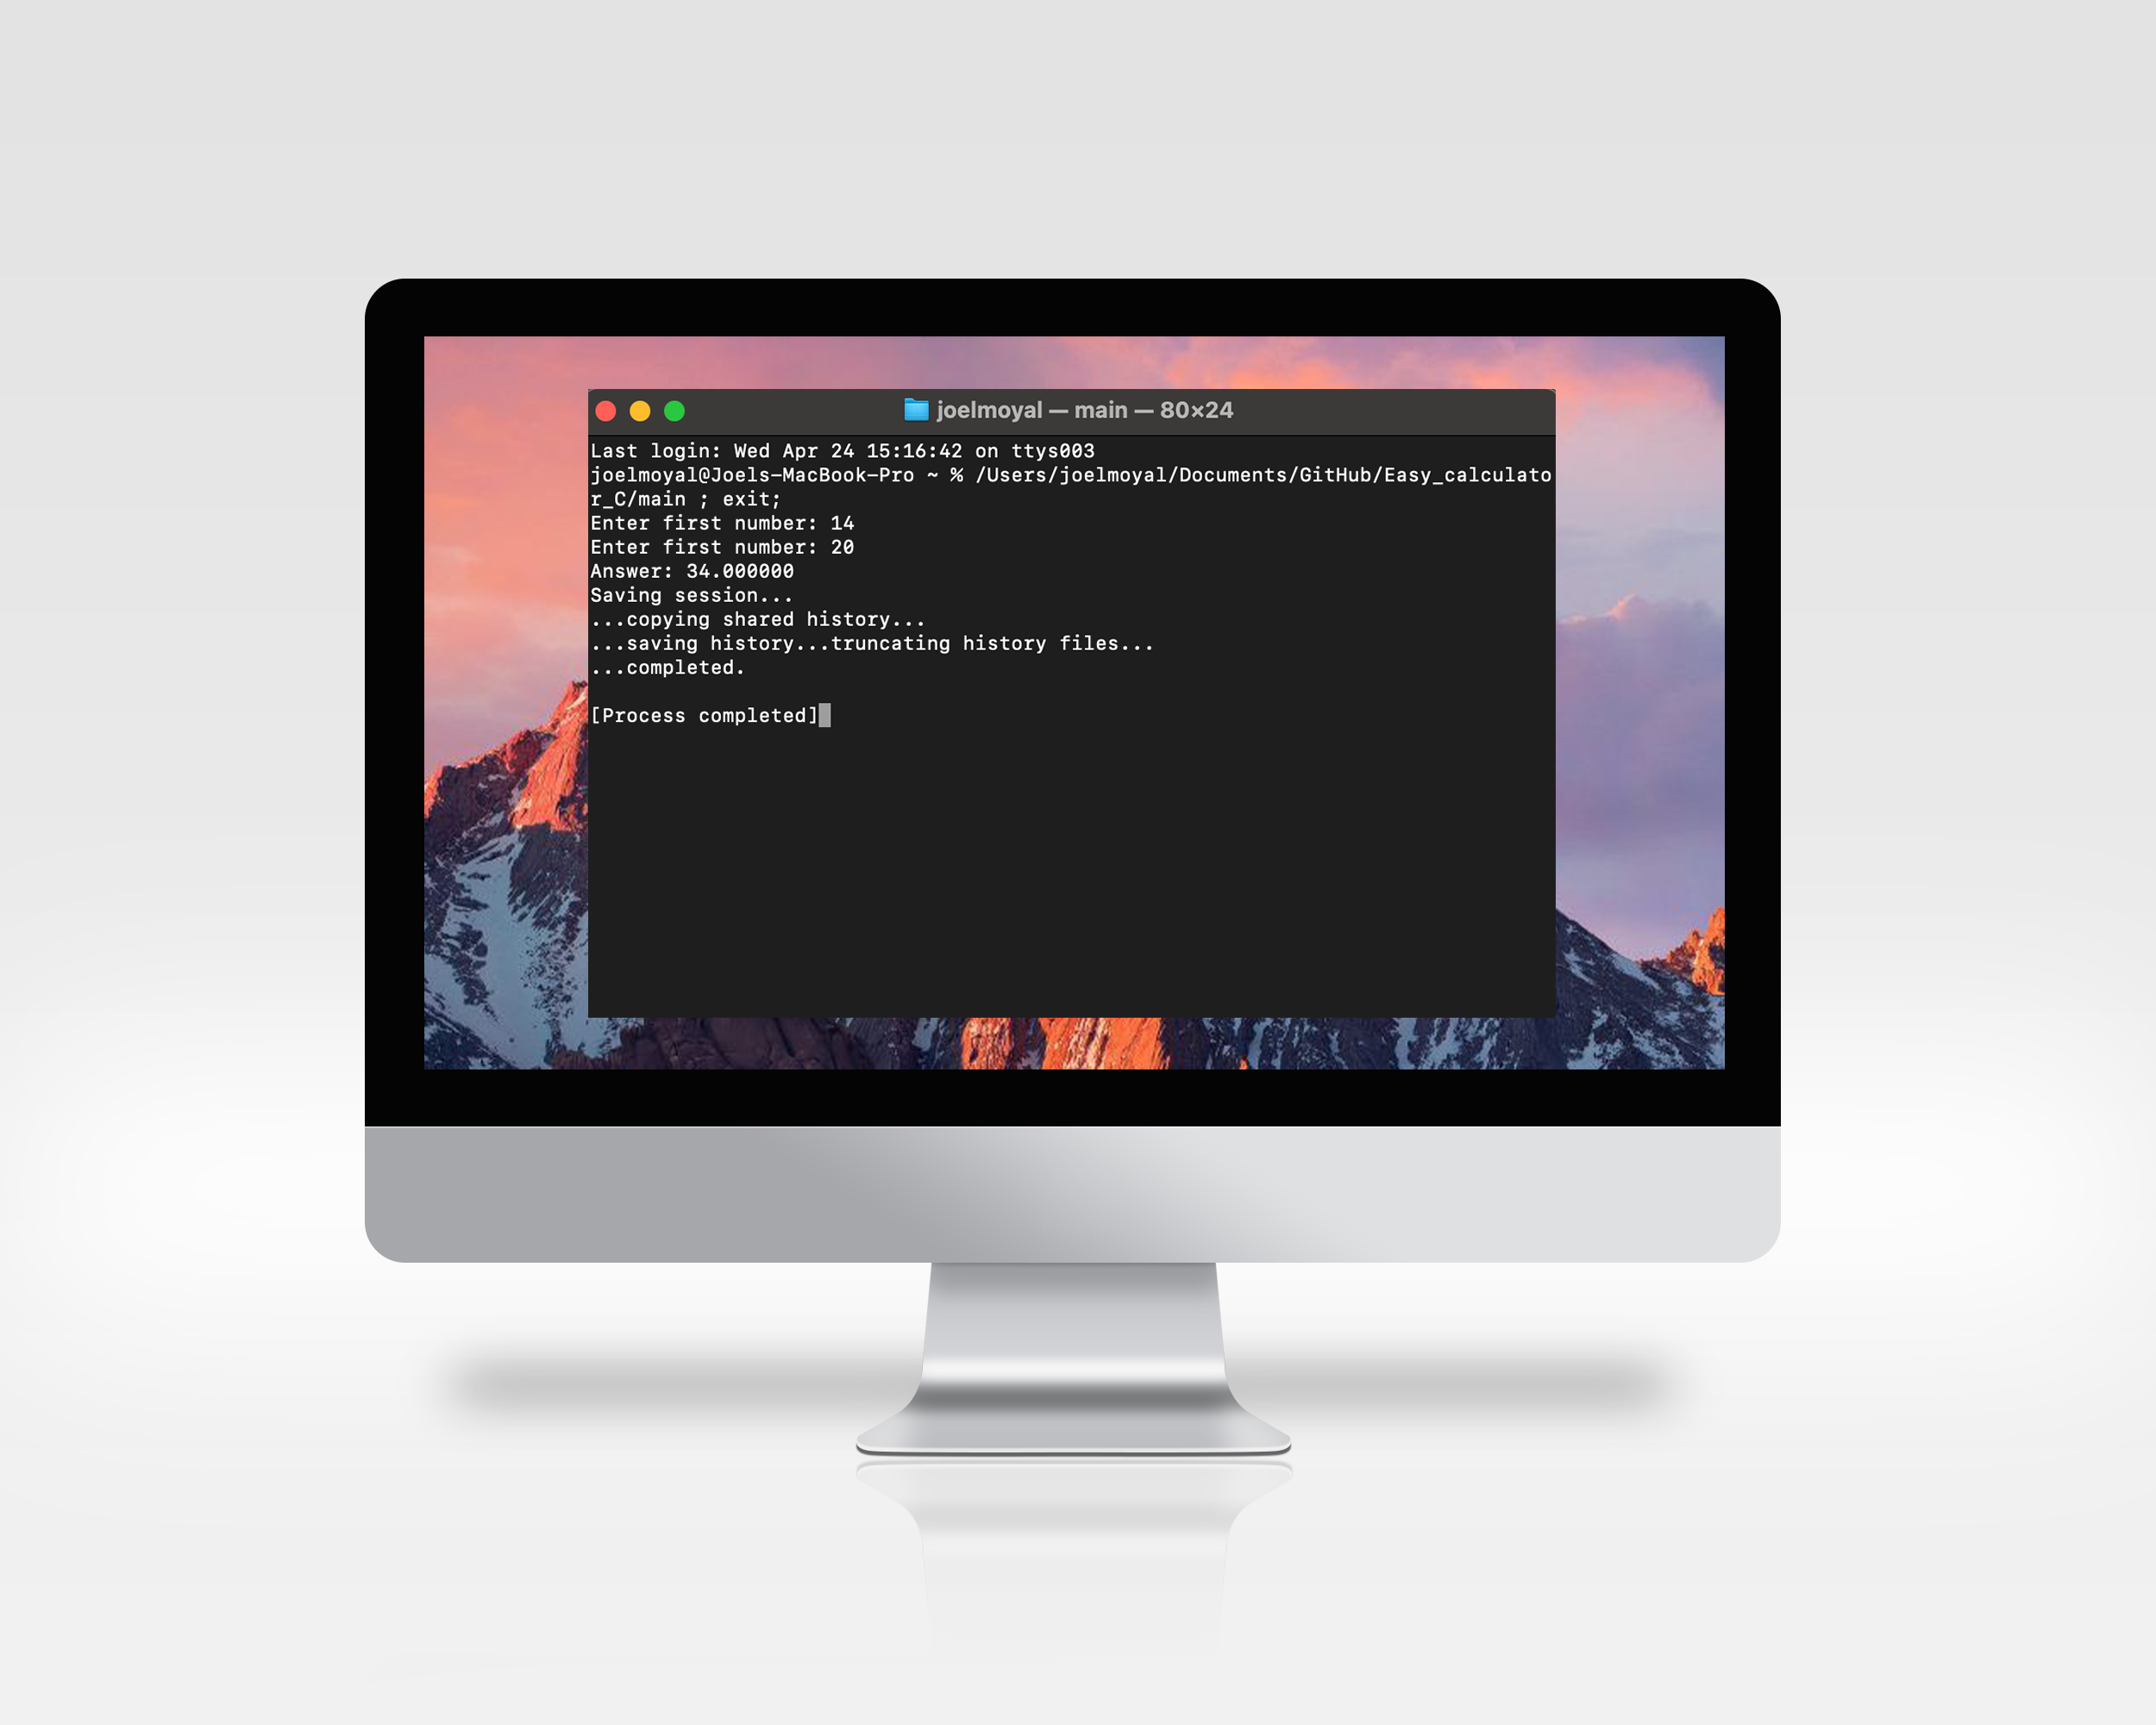 joelmoyal — main — 80×24
Last login: Wed Apr 24 15:16:42 on ttys003
joelmoyal@Joels-MacBook-Pro ~ % /Users/joelmoyal/Documents/GitHub/Easy_calculato
r_C/main ; exit;
Enter first number: 14
Enter first number: 20
Answer: 34.000000
Saving session...
...copying shared history...
...saving history...truncating history files...
...completed.
[Process completed]